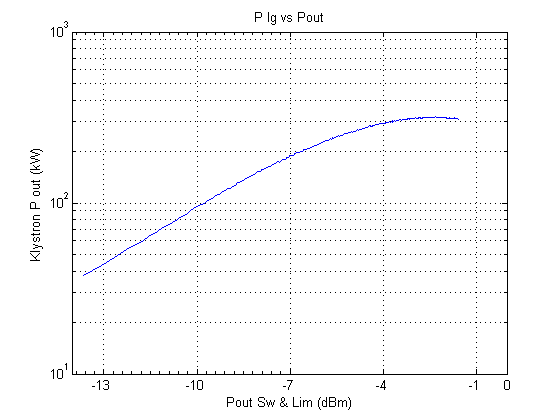 P Ig vs Pout
10^3
10^2
10^1
Klystron P out (kW)
-13 -10 -7 -4 -1 0
Pout Sw & Lim (dBm)